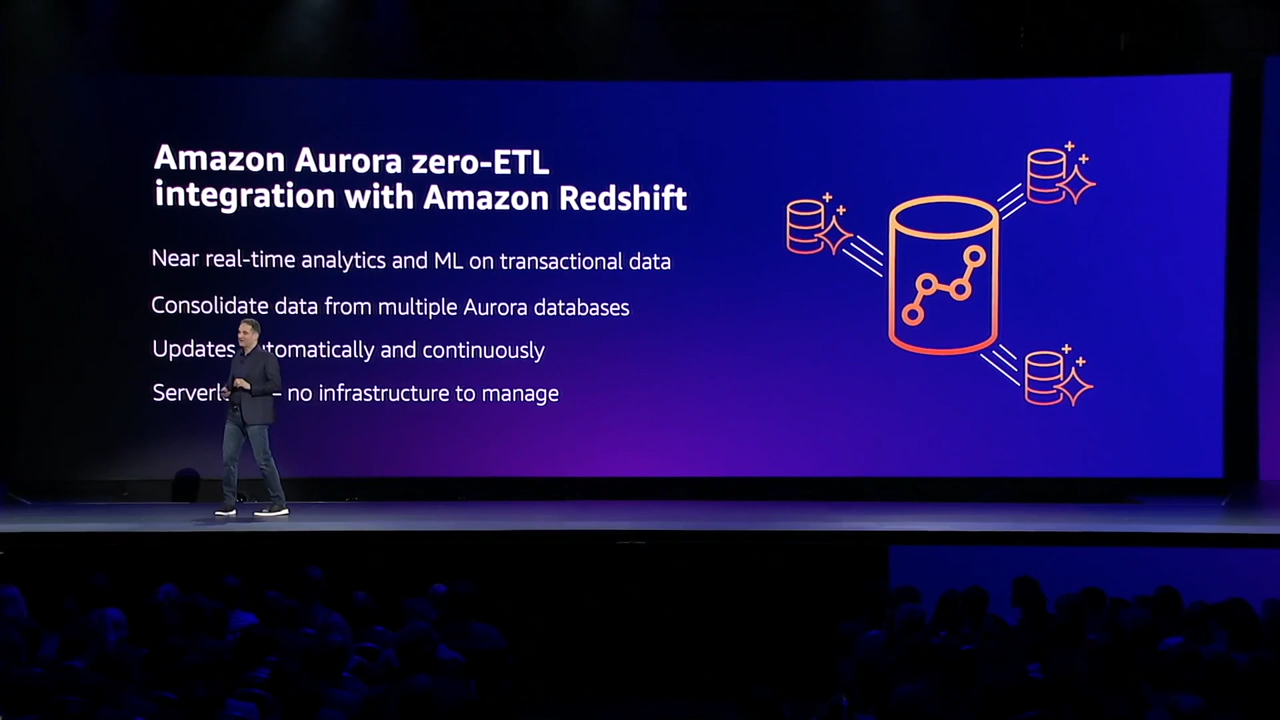 Amazon Aurora zero-ETL
integration with Amazon Redshift
Near real-time analytics and ML on transactional data
Consolidate data from multiple Aurora databases
Updates automatically and continuously
– no infrastructure to manage